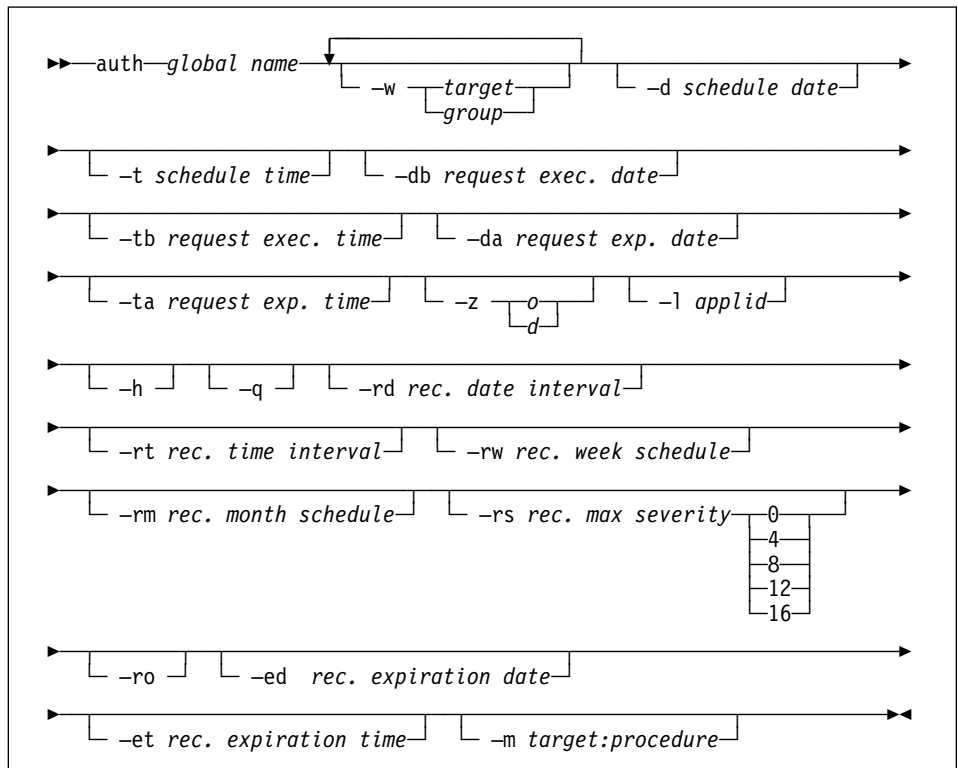 auth global name
–w target –d schedule date
group
–t schedule time –db request exec. date
–tb request exec. time –da request exp. date
–ta request exp. time –z o –l applid
d
–h –q –rd rec. date interval
–rt rec. time interval –rw rec. week schedule
–rm rec. month schedule –rs rec. max severity 0
4
8
12
16
–ro –ed rec. expiration date
–et rec. expiration time –m target:procedure